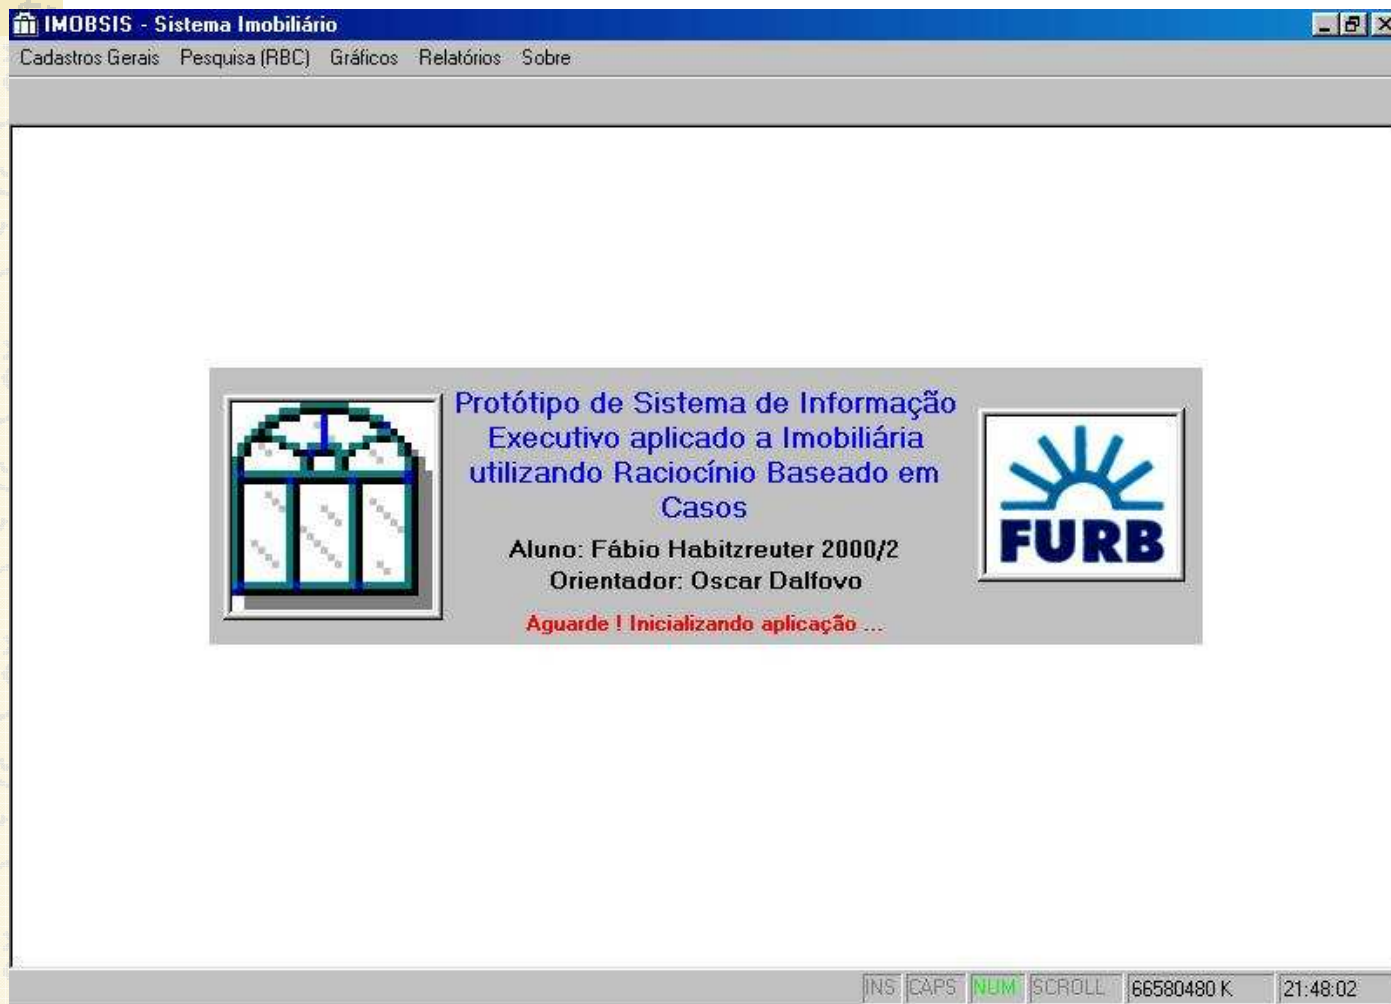 IMOBSIS - Sistema Imobiliário
Cadastros Gerais Pesquisa (RBC) Gráficos Relatórios Sobre
Protótipo de Sistema de Informação
Executivo aplicado a Imobiliária
utilizando Raciocínio Baseado em
Casos
Aluno: Fábio Habitzreuter 2000/2
Orientador: Oscar Dalfovo
Aguarde ! Inicializando aplicação ...
FURB
INS CAPS NUM SCROLL 66580480 K 21:48:02